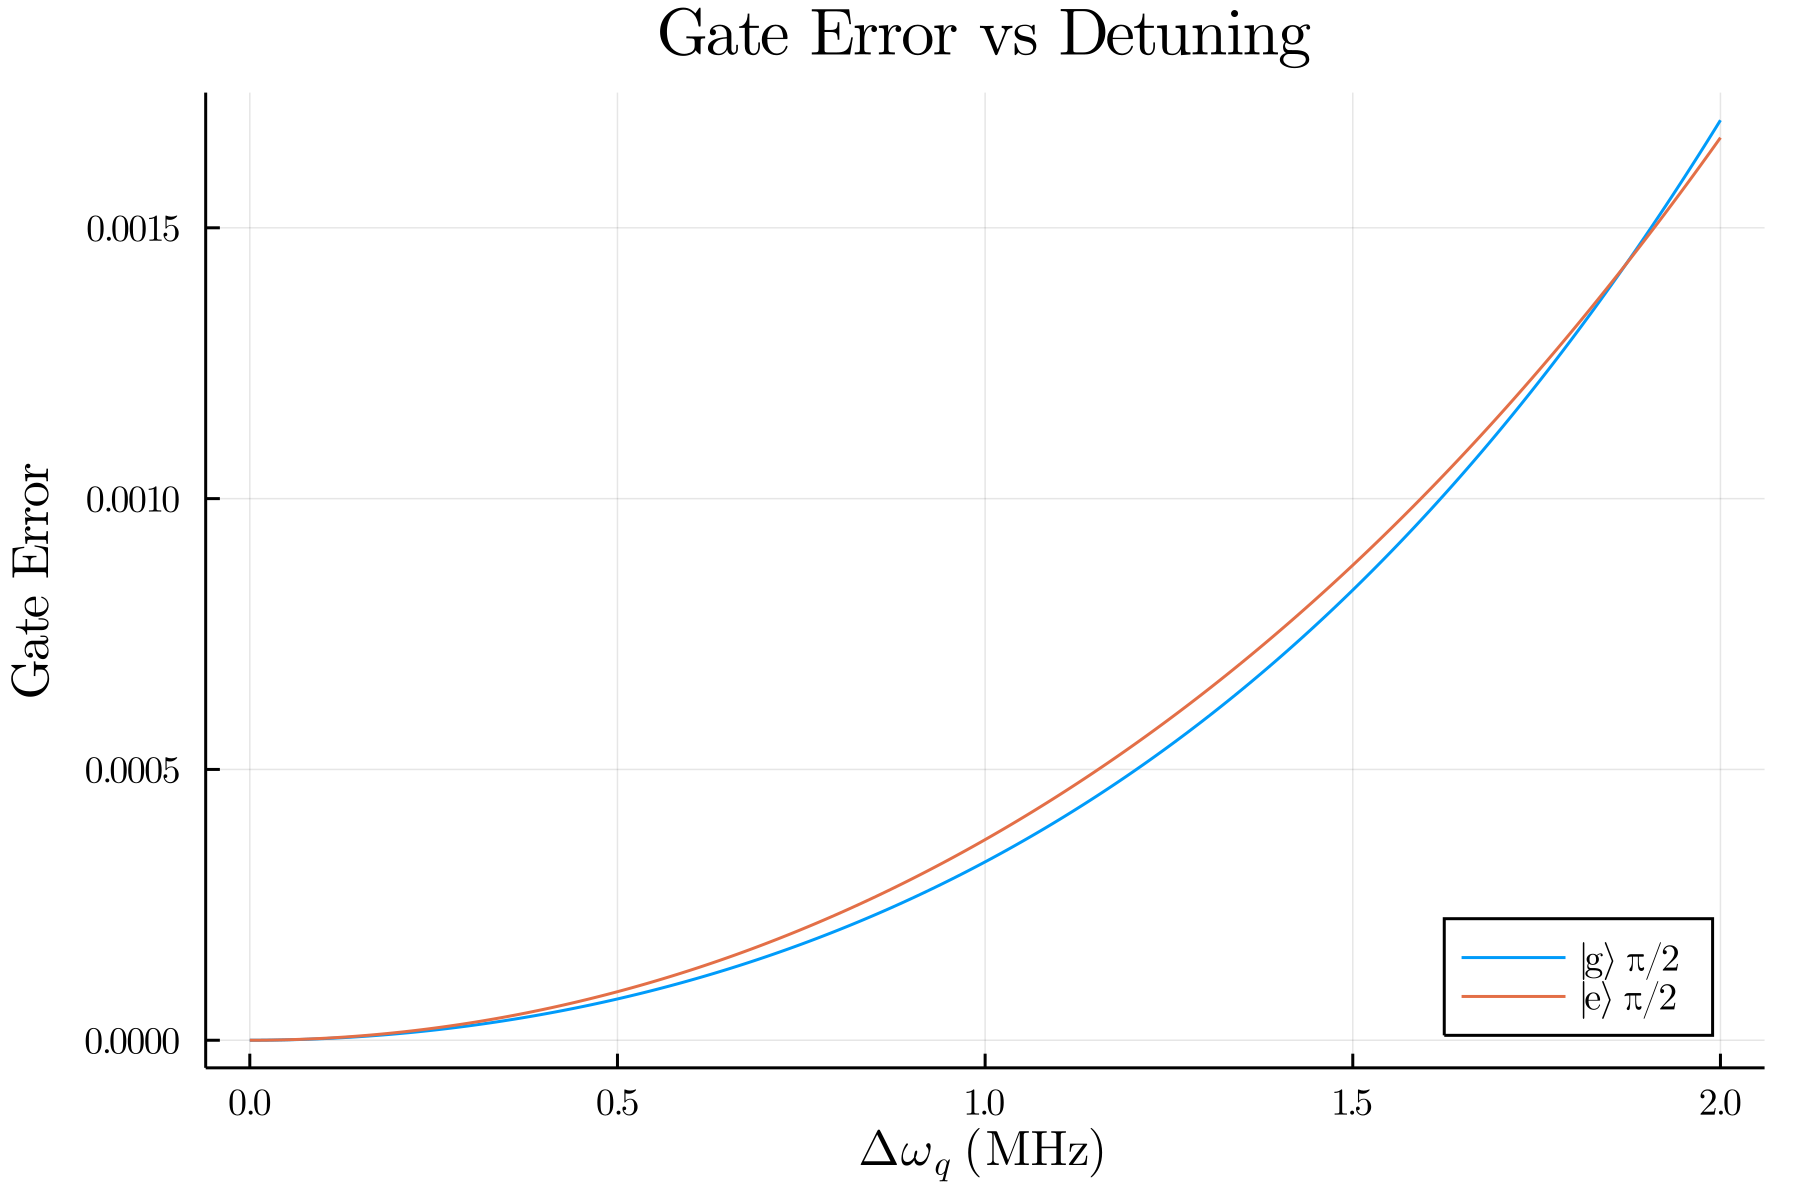 Gate Error vs Detuning
Gate Error
0.0015
0.0010
0.0005
0.0000
0.0 0.5 1.0 1.5 2.0
Δω_q (MHz)
|g⟩ π/2
|e⟩ π/2